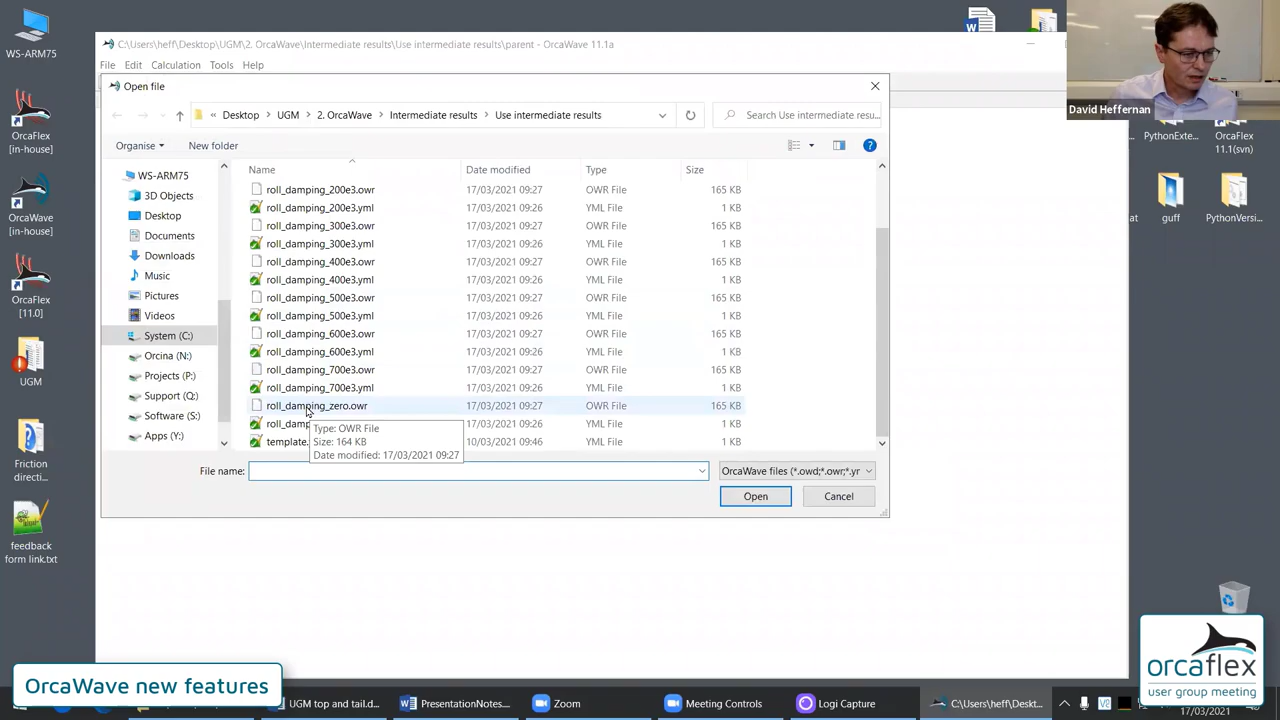 WS-ARM75
OrcaFlex
[in-house]
OrcaWave
[in-house]
OrcaFlex
[11.0]
UGM
Friction
directi...
feedback
form link.txt
C:\Users\heff\Desktop\UGM\2. OrcaWave\Intermediate results\Use intermediate results\parent - OrcaWave 11.1a
File Edit Calculation Tools Help
Open file
« Desktop > UGM > 2. OrcaWave > Intermediate results > Use intermediate results
Search Use intermediate resu...
Organise New folder
WS-ARM75
3D Objects
Desktop
Documents
Downloads
Music
Pictures
Videos
System (C:)
Orcina (N:)
Projects (P:)
Support (Q:)
Software (S:)
Apps (Y:)
Name Date modified Type Size
roll_damping_200e3.owr 17/03/2021 09:27 OWR File 165 KB
roll_damping_200e3.yml 17/03/2021 09:26 YML File 1 KB
roll_damping_300e3.owr 17/03/2021 09:27 OWR File 165 KB
roll_damping_300e3.yml 17/03/2021 09:26 YML File 1 KB
roll_damping_400e3.owr 17/03/2021 09:27 OWR File 165 KB
roll_damping_400e3.yml 17/03/2021 09:26 YML File 1 KB
roll_damping_500e3.owr 17/03/2021 09:27 OWR File 165 KB
roll_damping_500e3.yml 17/03/2021 09:26 YML File 1 KB
roll_damping_600e3.owr 17/03/2021 09:27 OWR File 165 KB
roll_damping_600e3.yml 17/03/2021 09:26 YML File 1 KB
roll_damping_700e3.owr 17/03/2021 09:27 OWR File 165 KB
roll_damping_700e3.yml 17/03/2021 09:26 YML File 1 KB
roll_damping_zero.owr 17/03/2021 09:27 OWR File 165 KB
roll_damp 17/03/2021 09:26 YML File 1 KB
template. 10/03/2021 09:46 YML File 1 KB
Type: OWR File
Size: 164 KB
Date modified: 17/03/2021 09:27
File name:
OrcaWave files (*.owd;*.owr;*.yr
Open Cancel
David Heffernan
PythonExte...
OrcaFlex
11.1(svn)
guff
PythonVersi...
orcaflex
user group meeting
OrcaWave new features
UGM top and tail.d...
PresentationNotes...
Zoom
Meeting Controls
Logi Capture
C:\Users\heff\Deskt...
17/03/2021